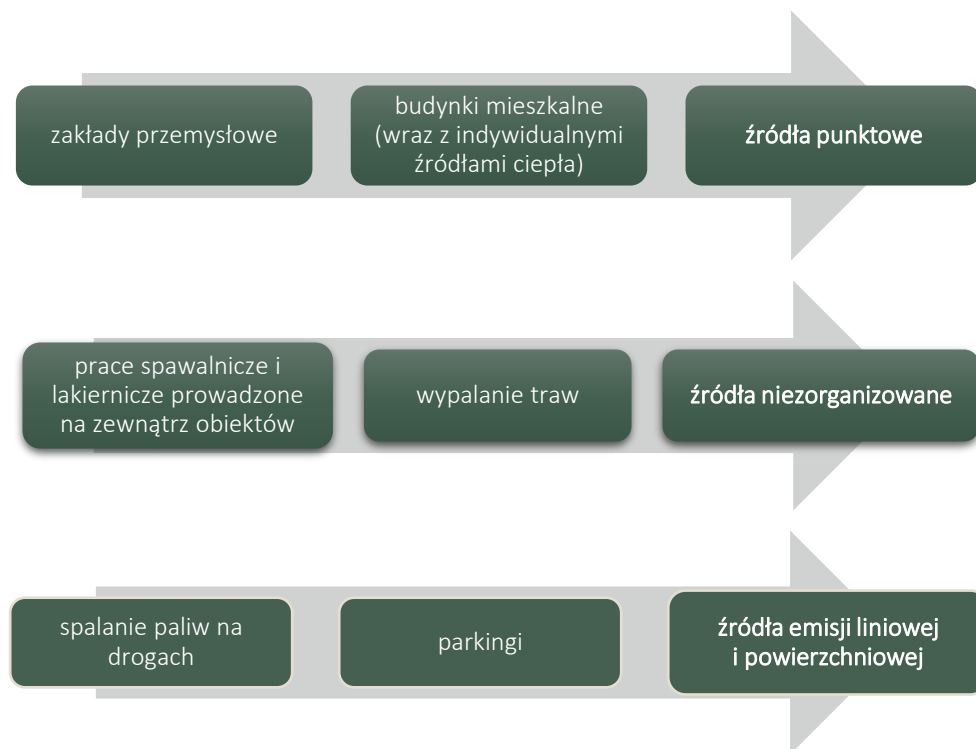 zakłady przemysłowe
budynki mieszkalne
(wraz z indywidualnymi
źródłami ciepła)
źródła punktowe
prace spawalnicze i
lakiernicze prowadzone
na zewnątrz obiektów
wypalanie traw
źródła niezorganizowane
spalanie paliw na
drogach
parkingi
źródła emisji liniowej
i powierzchniowej